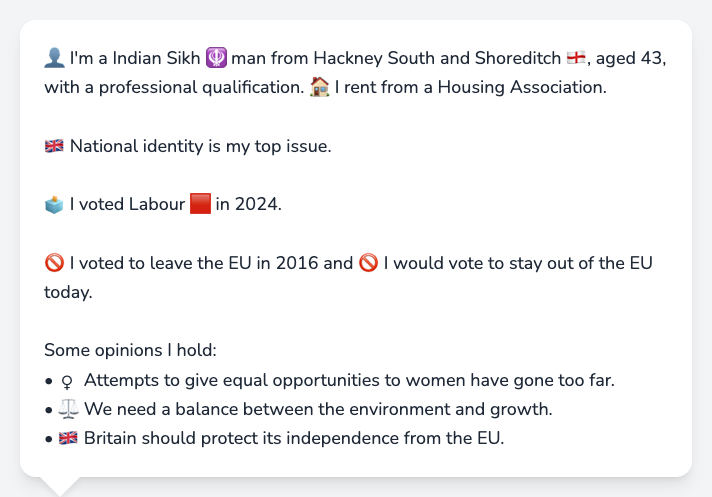 👤 I'm a Indian Sikh ☬ man from Hackney South and Shoreditch 🏴󠁧󠁢󠁥󠁮󠁧󠁿, aged 43,
with a professional qualification. 🏠 I rent from a Housing Association.
🇬🇧 National identity is my top issue.
🗳️ I voted Labour 🟥 in 2024.
🚫 I voted to leave the EU in 2016 and 🚫 I would vote to stay out of the EU
today.
Some opinions I hold:
• ♀ Attempts to give equal opportunities to women have gone too far.
• ⚖️ We need a balance between the environment and growth.
• 🇬🇧 Britain should protect its independence from the EU.